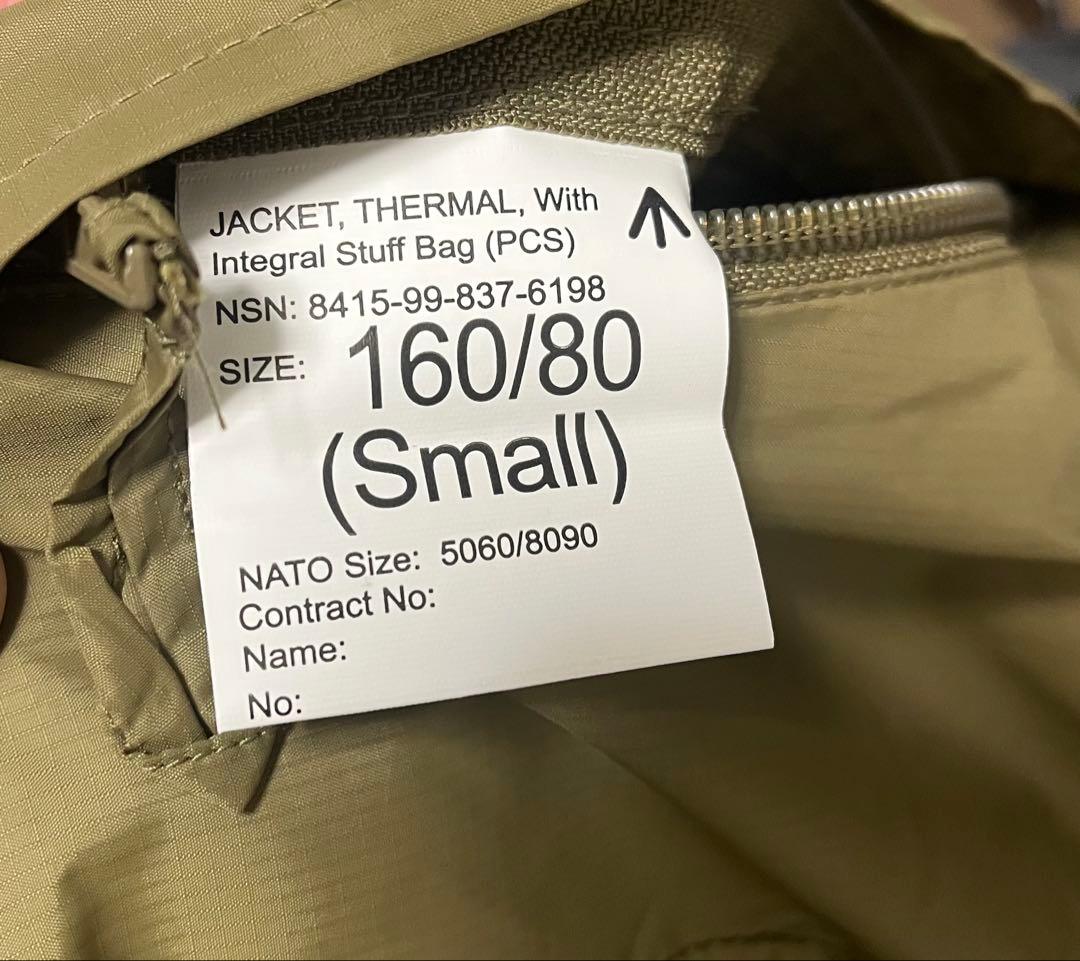 JACKET, THERMAL, With
Integral Stuff Bag (PCS)
NSN: 8415-99-837-6198
SIZE: 160/80
(Small)
NATO Size: 5060/8090
Contract No:
Name:
No: